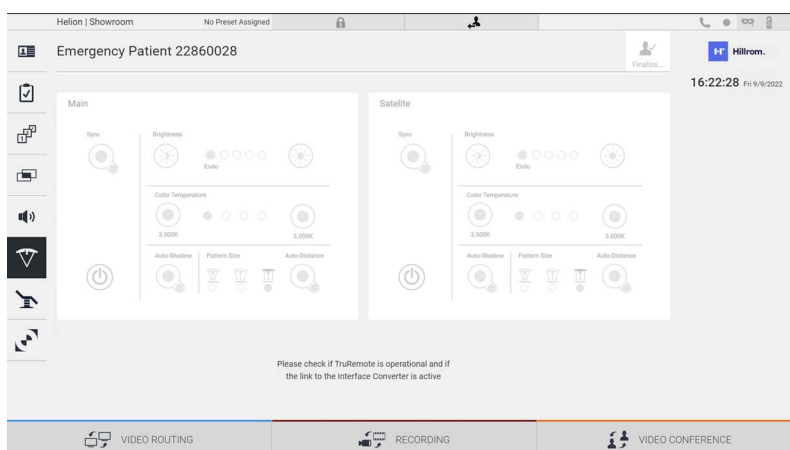 Helion | Showroom
No Preset Assigned
Emergency Patient 22860028
Finalize...
Hillrom.
16:22:28 Fri 9/9/2022
Main
Sync
Brightness
Endo
Color Temperature
3.500K
5.000K
Auto-Shadow
Pattern Size
Auto-Distance
Satelite
Sync
Brightness
Endo
Color Temperature
3.500K
5.000K
Auto-Shadow
Pattern Size
Auto-Distance
Please check if TruRemote is operational and if
the link to the Interface Converter is active
VIDEO ROUTING
RECORDING
VIDEO CONFERENCE